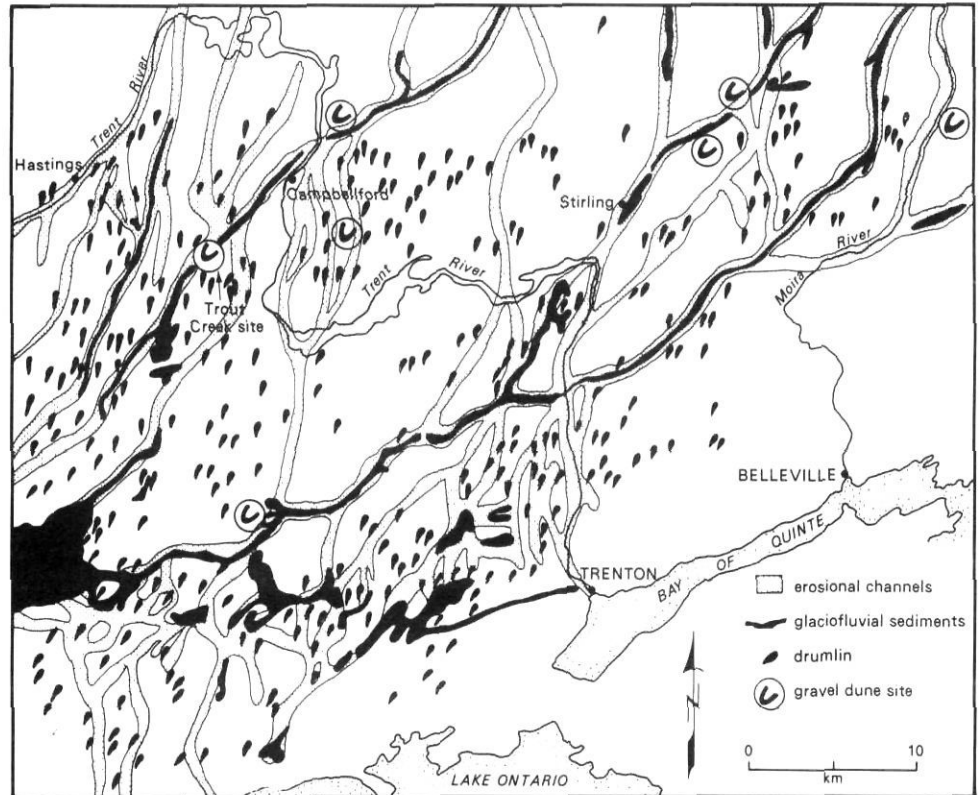 Trent
River
Hastings
Campbellford
Trout
Creek site
Trent
River
Stirling
Moira
River
BELLEVILLE
BAY OF QUINTE
TRENTON
erosional channels
glaciofluvial sediments
drumlin
gravel dune site
N
0 10
km
LAKE ONTARIO